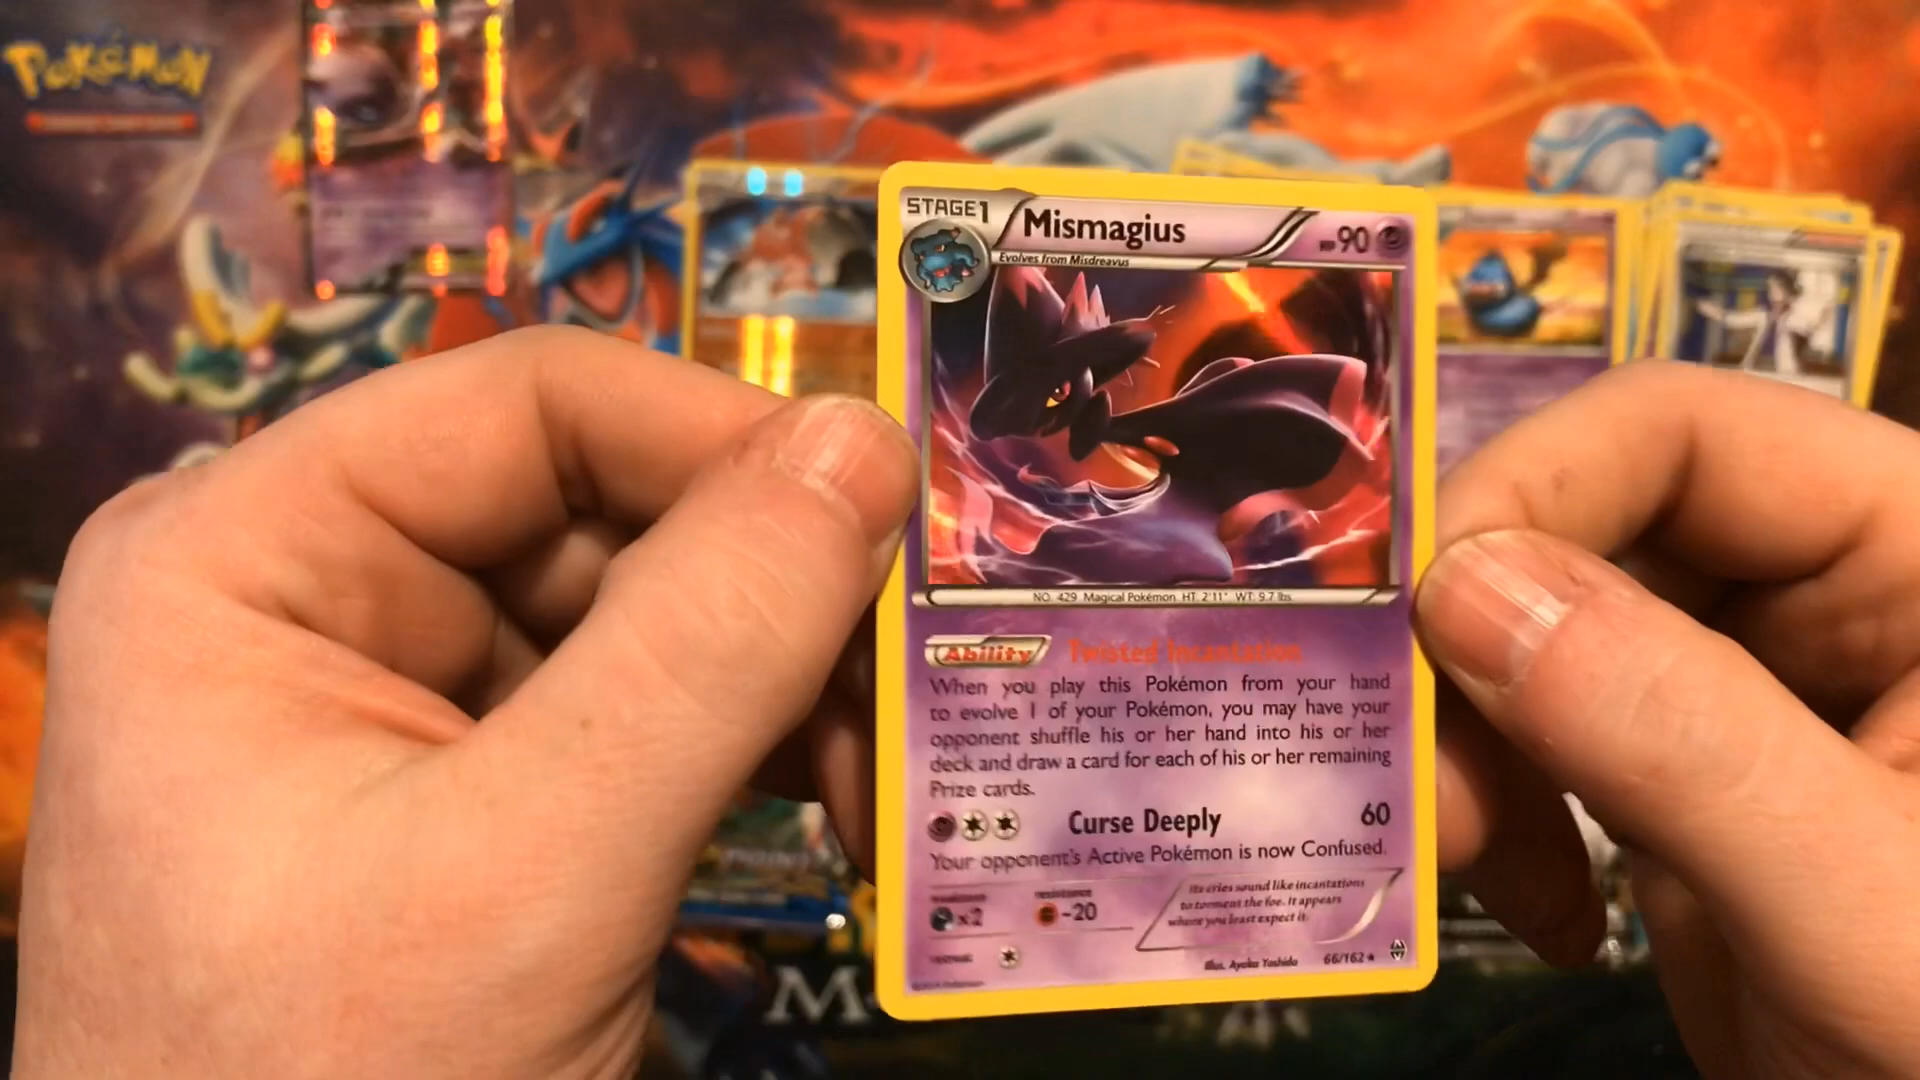 POKÉMON
STAGE1
Mismagius
HP90
Evolves from Misdreavus
NO. 429 Magical Pokémon HT: 2'11" WT: 9.7 lbs
Ability Twisted Incantation
When you play this Pokémon from your hand
to evolve 1 of your Pokémon, you may have your
opponent shuffle his or her hand into his or her
deck and draw a card for each of his or her remaining
Prize cards.
Curse Deeply 60
Your opponent's Active Pokémon is now Confused.
weakness resistance
×2 -20
Its cries sound like incantations
to torment the foe. It appears
where you least expect it.
retreat
Illus. Ayaka Yoshida 66/162 ★
M